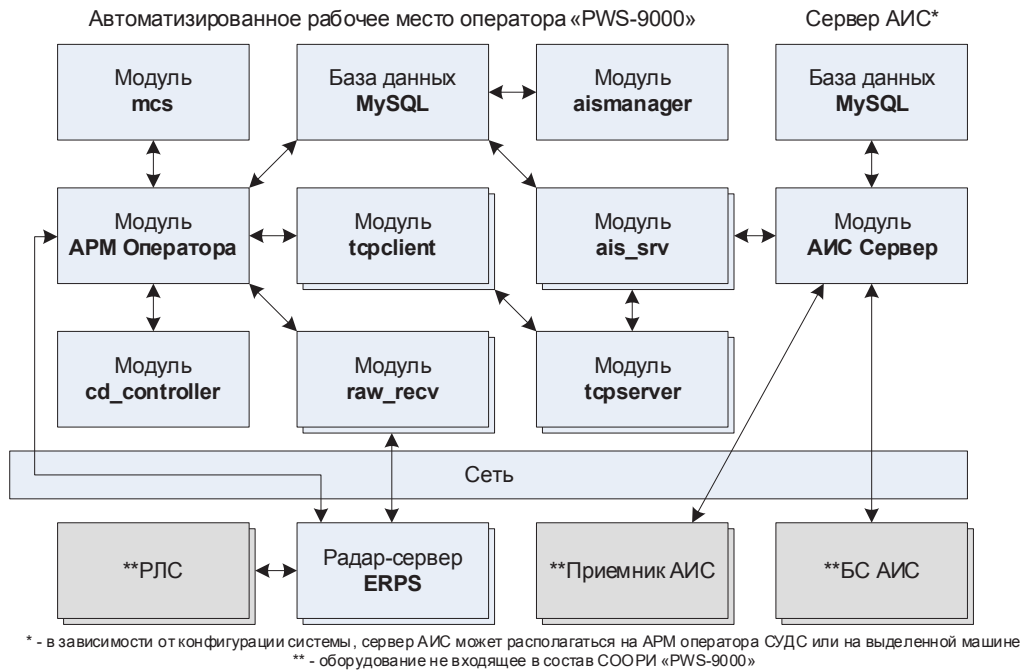 Автоматизированное рабочее место оператора «PWS-9000»
Сервер АИС*
Модуль
mcs
База данных
MySQL
Модуль
aismanager
База данных
MySQL
Модуль
АРМ Оператора
Модуль
tcpclient
Модуль
ais_srv
Модуль
АИС Сервер
Модуль
cd_controller
Модуль
raw_recv
Модуль
tcpserver
Сеть
**РЛС
Радар-сервер
ERPS
**Приемник АИС
**БС АИС
* - в зависимости от конфигурации системы, сервер АИС может располагаться на АРМ оператора СУДС или на выделенной машине
** - оборудование не входящее в состав СООРИ «PWS-9000»